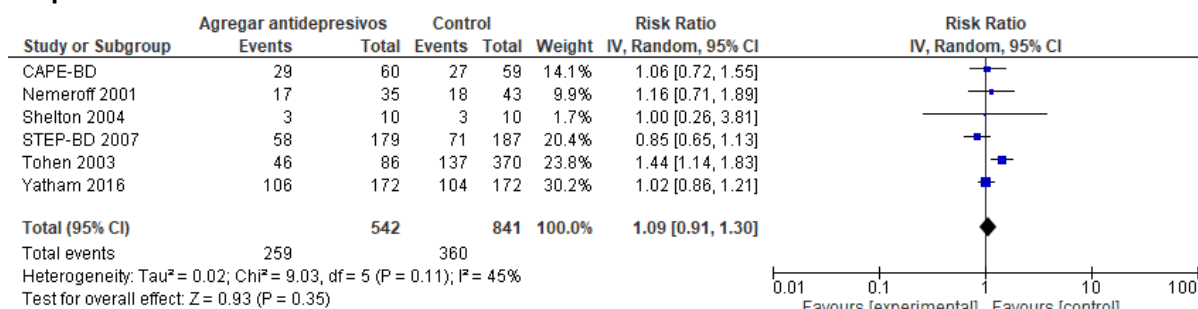 Agregar antidepresivos Control Risk Ratio Risk Ratio
Study or Subgroup Events Total Events Total Weight IV, Random, 95% CI IV, Random, 95% CI
CAPE-BD 29 60 27 59 14.1% 1.06 [0.72, 1.55]
Nemeroff 2001 17 35 18 43 9.9% 1.16 [0.71, 1.89]
Shelton 2004 3 10 3 10 1.7% 1.00 [0.26, 3.81]
STEP-BD 2007 58 179 71 187 20.4% 0.85 [0.65, 1.13]
Tohen 2003 46 86 137 370 23.8% 1.44 [1.14, 1.83]
Yatham 2016 106 172 104 172 30.2% 1.02 [0.86, 1.21]
Total (95% CI) 542 841 100.0% 1.09 [0.91, 1.30]
Total events 259 360
Heterogeneity: Tau² = 0.02; Chi² = 9.03, df = 5 (P = 0.11); I² = 45%
Test for overall effect: Z = 0.93 (P = 0.35)
0.01 0.1 1 10 100
Favours [experimental] Favours [control]